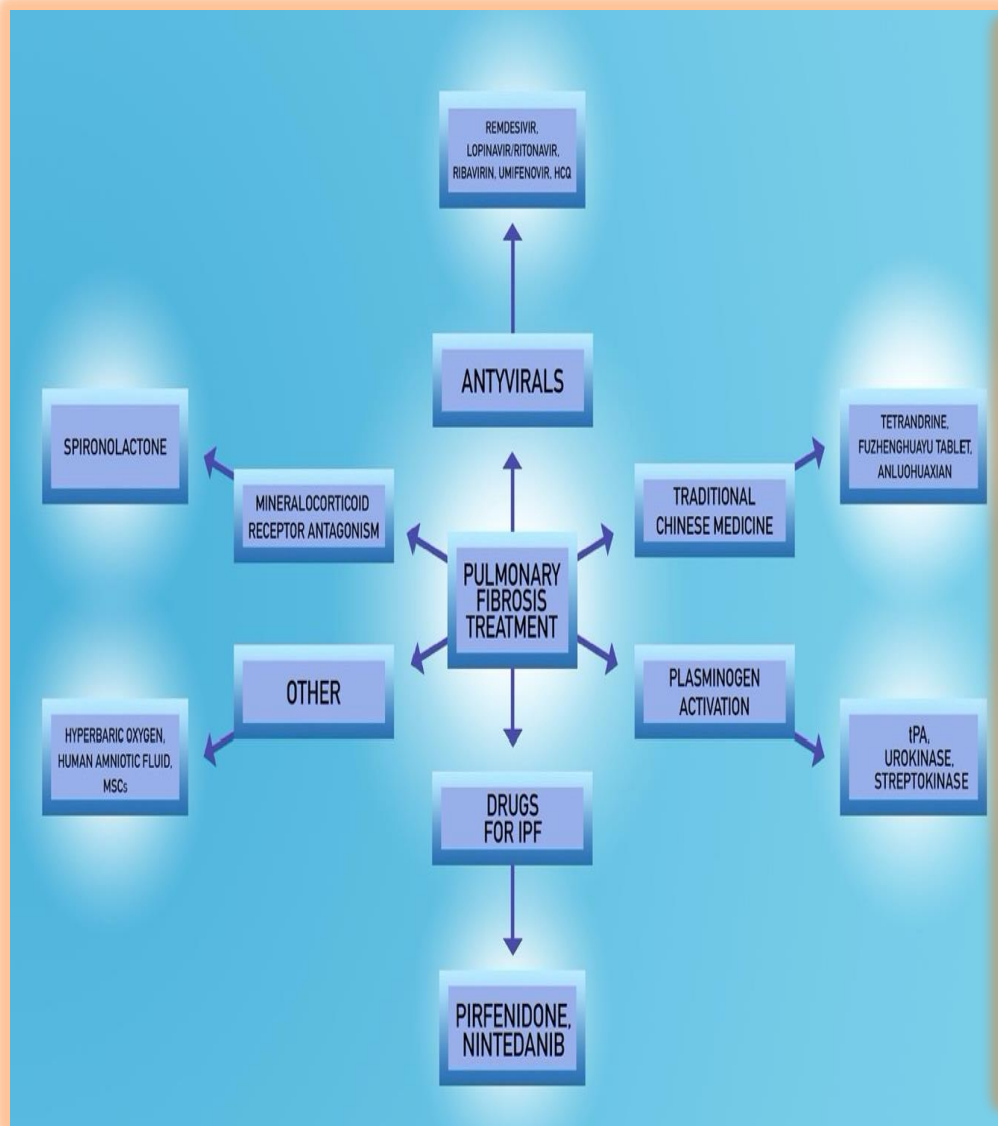 REMDESIVIR,
LOPINAVIR/RITONAVIR,
RIBAVIRIN, UMIFENOVIR, HCQ
ANTYVIRALS
SPIRONOLACTONE
MINERALOCORTICOID
RECEPTOR ANTAGONISM
TRADITIONAL
CHINESE MEDICINE
TETRANDRINE,
FUZHENGHUAYU TABLET,
ANLUOHUAXIAN
PULMONARY
FIBROSIS
TREATMENT
HYPERBARIC OXYGEN,
HUMAN AMNIOTIC FLUID,
MSCs
OTHER
PLASMINOGEN
ACTIVATION
tPA,
UROKINASE,
STREPTOKINASE
DRUGS
FOR IPF
PIRFENIDONE,
NINTEDANIB